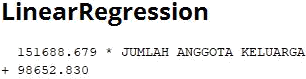 LinearRegression
151688.679 * JUMLAH ANGGOTA KELUARGA
+ 98652.830